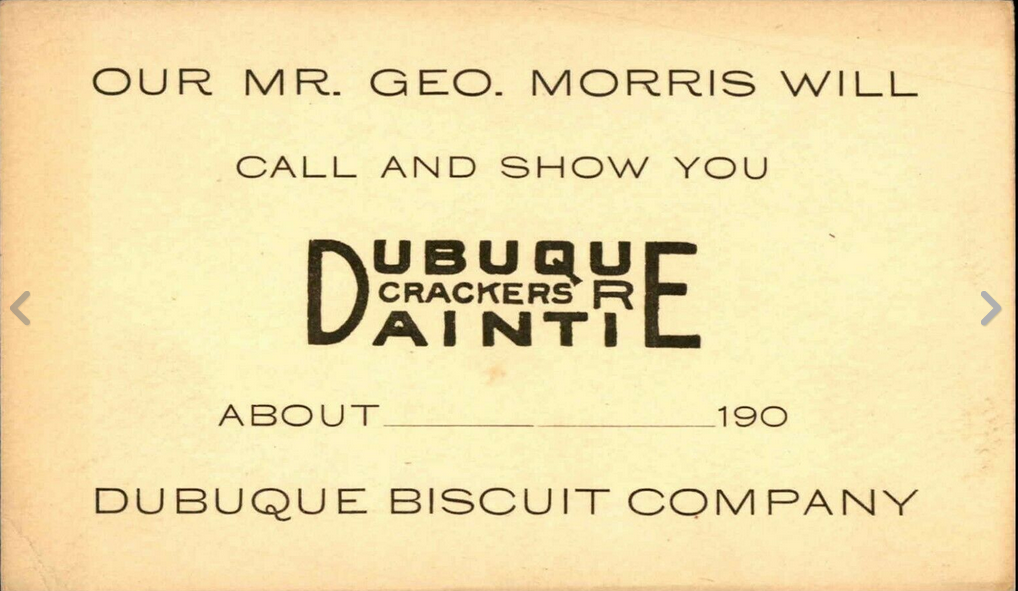 OUR MR. GEO. MORRIS WILL
CALL AND SHOW YOU
DUBUQUE
CRACKERS R
DAINTIE
ABOUT 190
DUBUQUE BISCUIT COMPANY